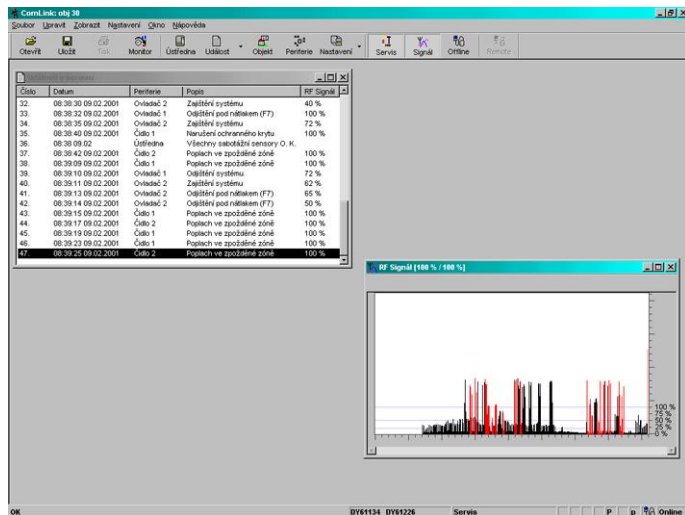 ComLink: obj 30
Soubor Upravit Zobrazit Nastavení Okno Nápověda
Otevřít Uložit Tisk Monitor Ústředna Událost Objekt Periferie Nastavení Servis Signál Offline Remote
Číslo Datum Periferie Popis RF Signál
32. 08:38:30 09.02.2001 Ovladač 2 Zajištění systému 40 %
33. 08:38:32 09.02.2001 Ovladač 1 Odjištění pod nátlakem (F7) 100 %
34. 08:38:35 09.02.2001 Ovladač 2 Zajištění systému 72 %
35. 08:38:40 09.02.2001 Čidlo 1 Narušení ochranného krytu 100 %
36. 08:38 09.02 Ústředna Všechny sabotážní sensory O. K.
37. 08:38:42 09.02.2001 Čidlo 2 Poplach ve zpožděné zóně 100 %
38. 08:39:09 09.02.2001 Čidlo 1 Poplach ve zpožděné zóně 100 %
39. 08:39:10 09.02.2001 Ovladač 1 Odjištění systému 72 %
40. 08:39:11 09.02.2001 Ovladač 2 Zajištění systému 62 %
41. 08:39:13 09.02.2001 Ovladač 2 Odjištění pod nátlakem (F7) 65 %
42. 08:39:14 09.02.2001 Ovladač 2 Odjištění pod nátlakem (F7) 50 %
43. 08:39:15 09.02.2001 Čidlo 1 Poplach ve zpožděné zóně 100 %
44. 08:39:17 09.02.2001 Čidlo 2 Poplach ve zpožděné zóně 100 %
45. 08:39:19 09.02.2001 Čidlo 1 Poplach ve zpožděné zóně 100 %
46. 08:39:23 09.02.2001 Čidlo 1 Poplach ve zpožděné zóně 100 %
47. 08:39:25 09.02.2001 Čidlo 2 Poplach ve zpožděné zóně 100 %
RF Signál [100 % / 100 %]
100 %
75 %
50 %
25 %
0 %
OK DY61134 DY61226 Servis P p Online